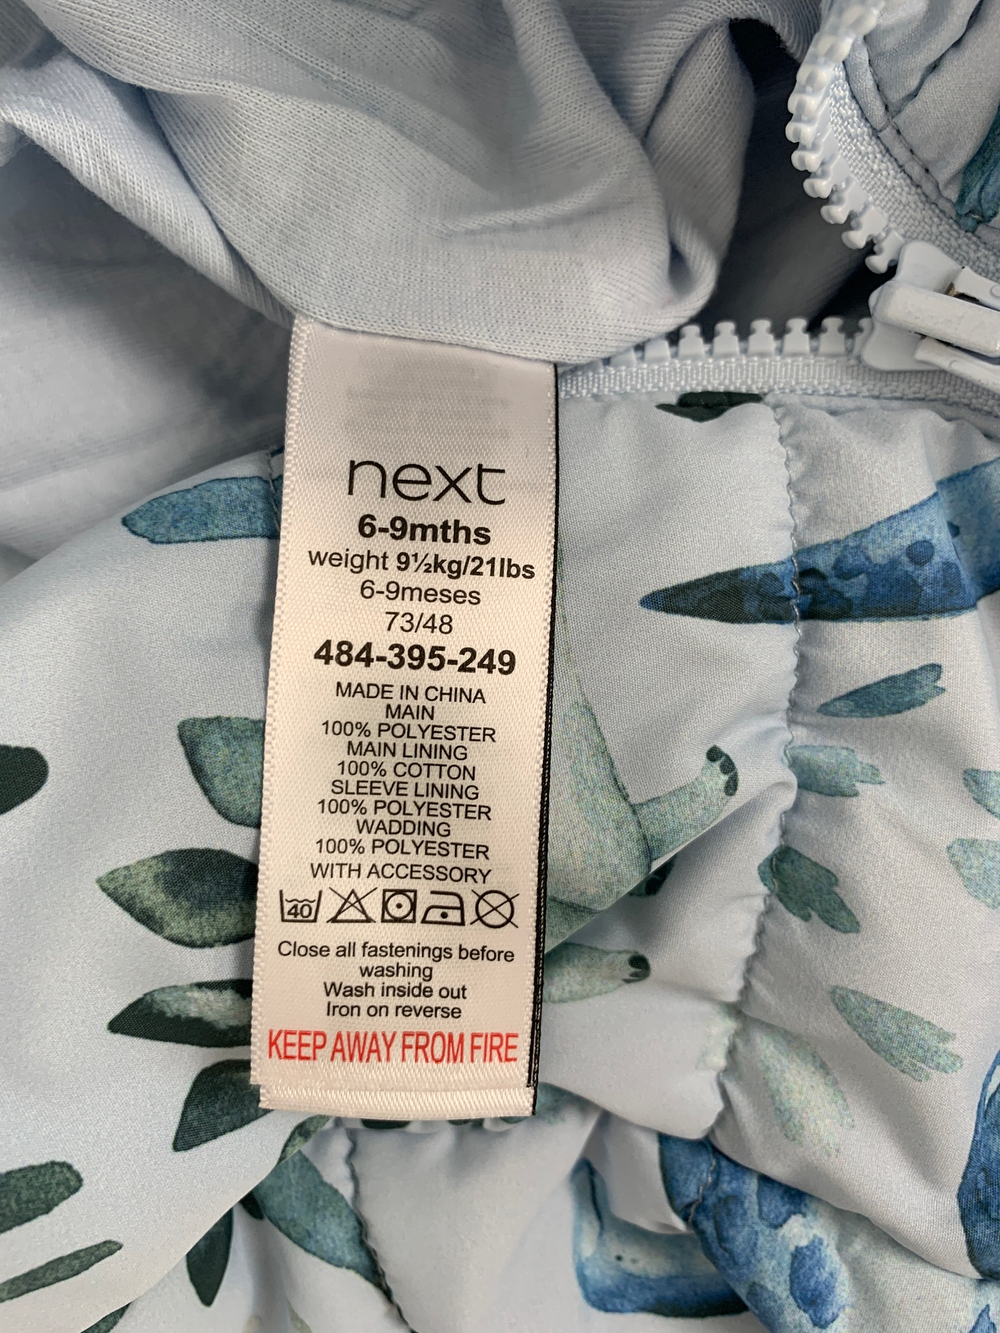 next
6-9mths
weight 9½kg/21lbs
6-9meses
73/48
484-395-249
MADE IN CHINA
MAIN
100% POLYESTER
MAIN LINING
100% COTTON
SLEEVE LINING
100% POLYESTER
WADDING
100% POLYESTER
WITH ACCESSORY
40
Close all fastenings before
washing
Wash inside out
Iron on reverse
KEEP AWAY FROM FIRE